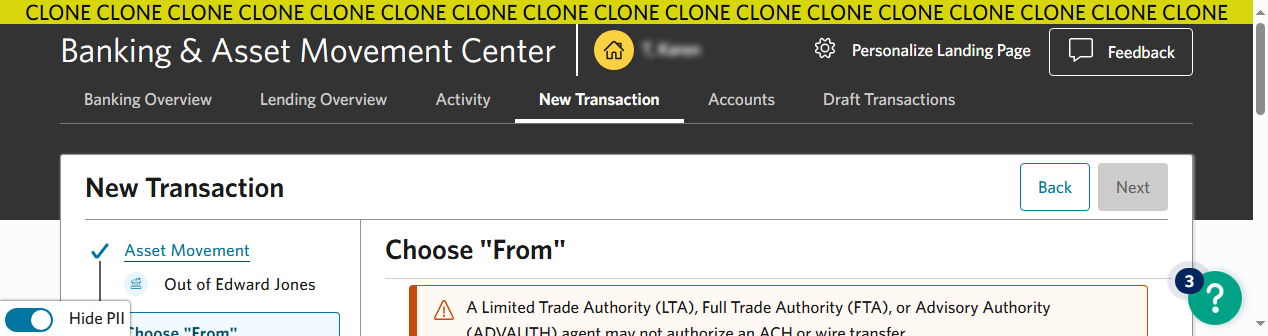 CLONE CLONE CLONE CLONE CLONE CLONE CLONE CLONE CLONE CLONE CLONE CLONE CLONE CLONE CLONE CLONE CLONE
Banking & Asset Movement Center
Personalize Landing Page
Feedback
Banking Overview
Lending Overview
Activity
New Transaction
Accounts
Draft Transactions
New Transaction
Back
Next
Asset Movement
Out of Edward Jones
Choose "From"
Choose "From"
A Limited Trade Authority (LTA), Full Trade Authority (FTA), or Advisory Authority
(ADVAUTH) agent may not authorize an ACH or wire transfer.
Hide PII
3
?